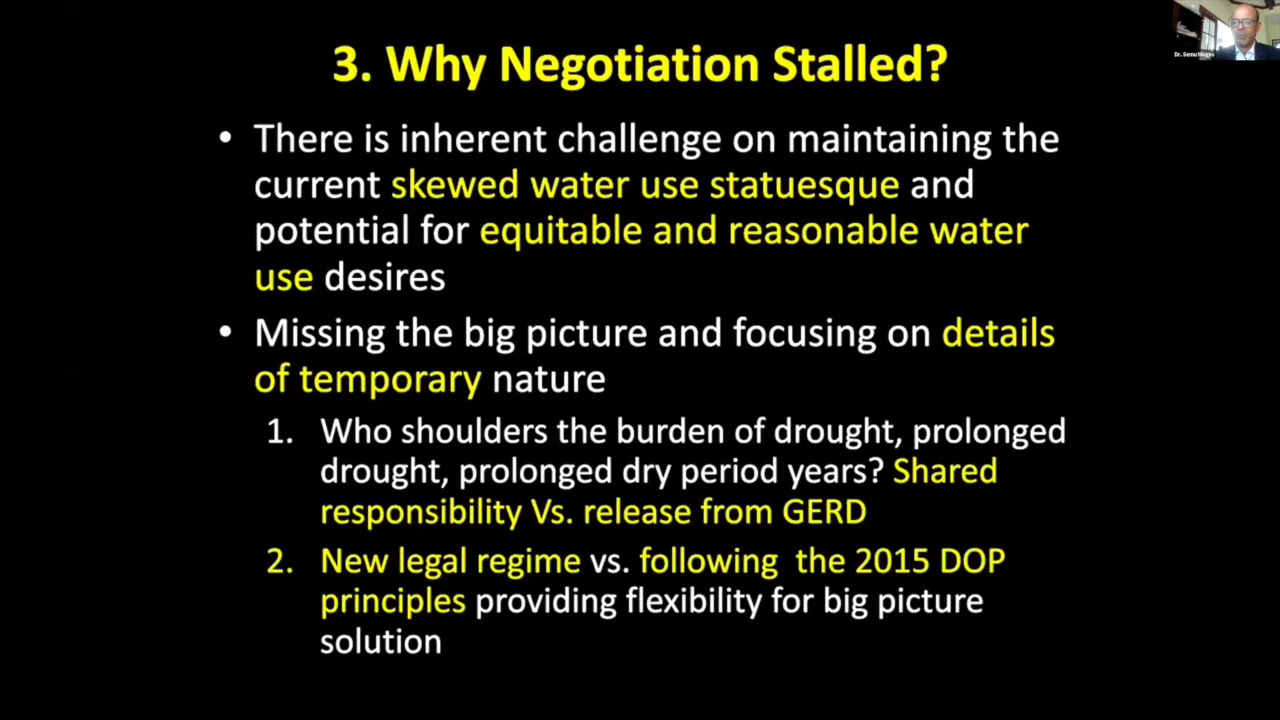 3. Why Negotiation Stalled?
• There is inherent challenge on maintaining the
current skewed water use statuesque and
potential for equitable and reasonable water
use desires
• Missing the big picture and focusing on details
of temporary nature
1. Who shoulders the burden of drought, prolonged
drought, prolonged dry period years? Shared
responsibility Vs. release from GERD
2. New legal regime vs. following the 2015 DOP
principles providing flexibility for big picture
solution
Dr. Semu Moges